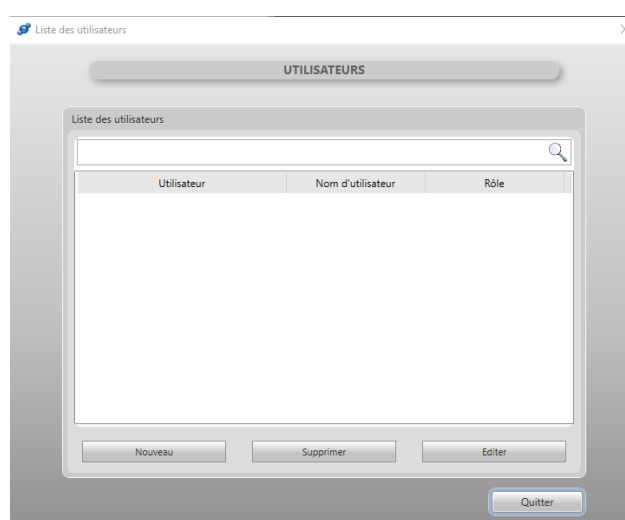 Liste des utilisateurs
UTILISATEURS
Liste des utilisateurs
Utilisateur Nom d'utilisateur Rôle
Nouveau Supprimer Editer
Quitter